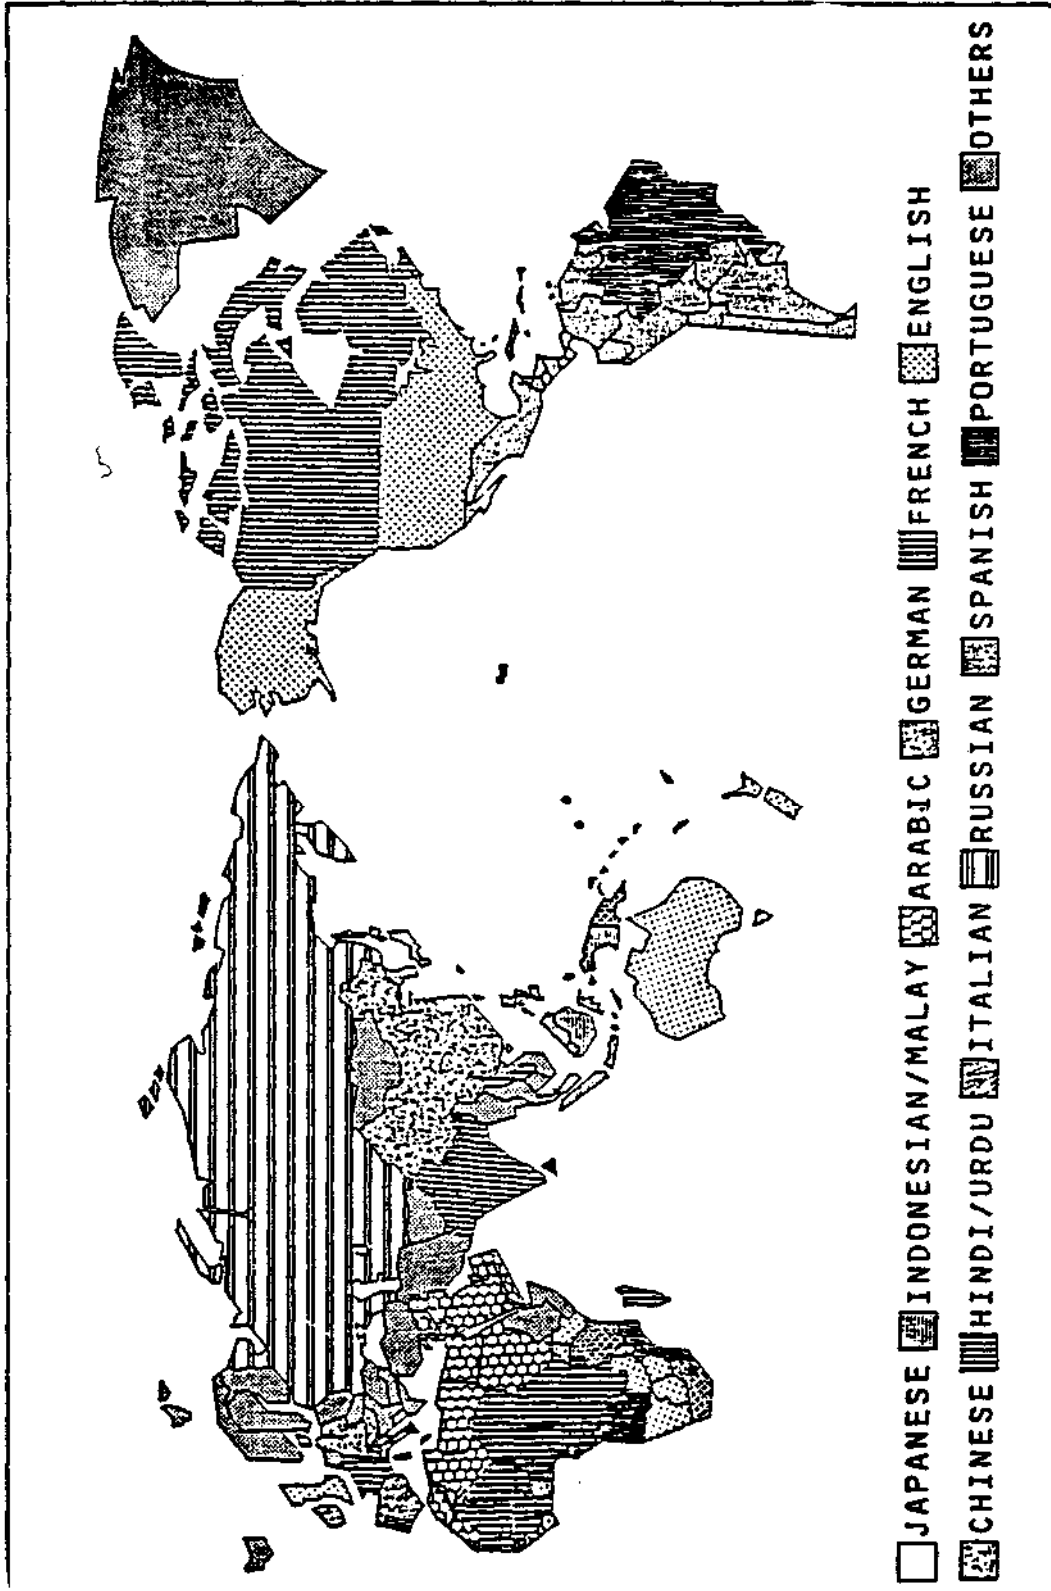 JAPANESE INDONESIAN/MALAY ARABIC GERMAN FRENCH ENGLISH
CHINESE HINDI/URDU ITALIAN RUSSIAN SPANISH PORTUGUESE OTHERS